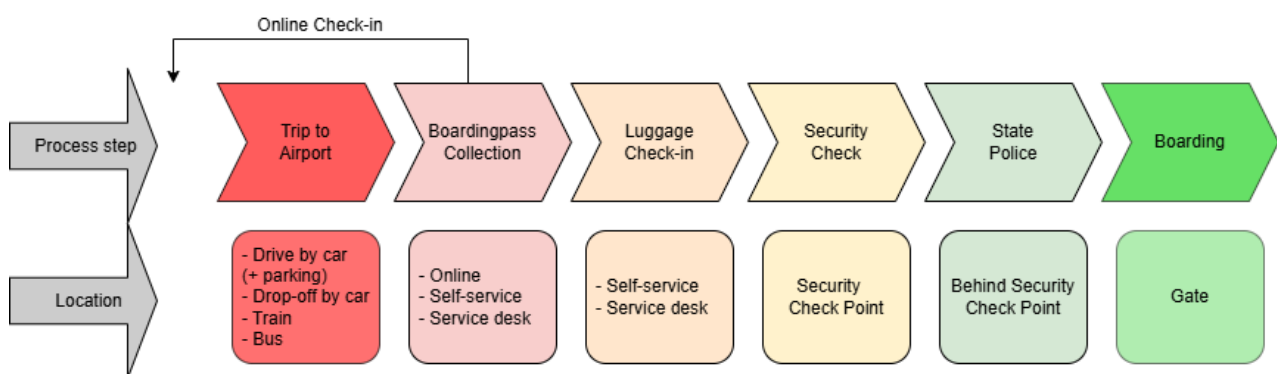 Online Check-in
Process step
Trip to
Airport
Boardingpass
Collection
Luggage
Check-in
Security
Check
State
Police
Boarding
Location
- Drive by car
(+ parking)
- Drop-off by car
- Train
- Bus
- Online
- Self-service
- Service desk
- Self-service
- Service desk
Security
Check Point
Behind Security
Check Point
Gate